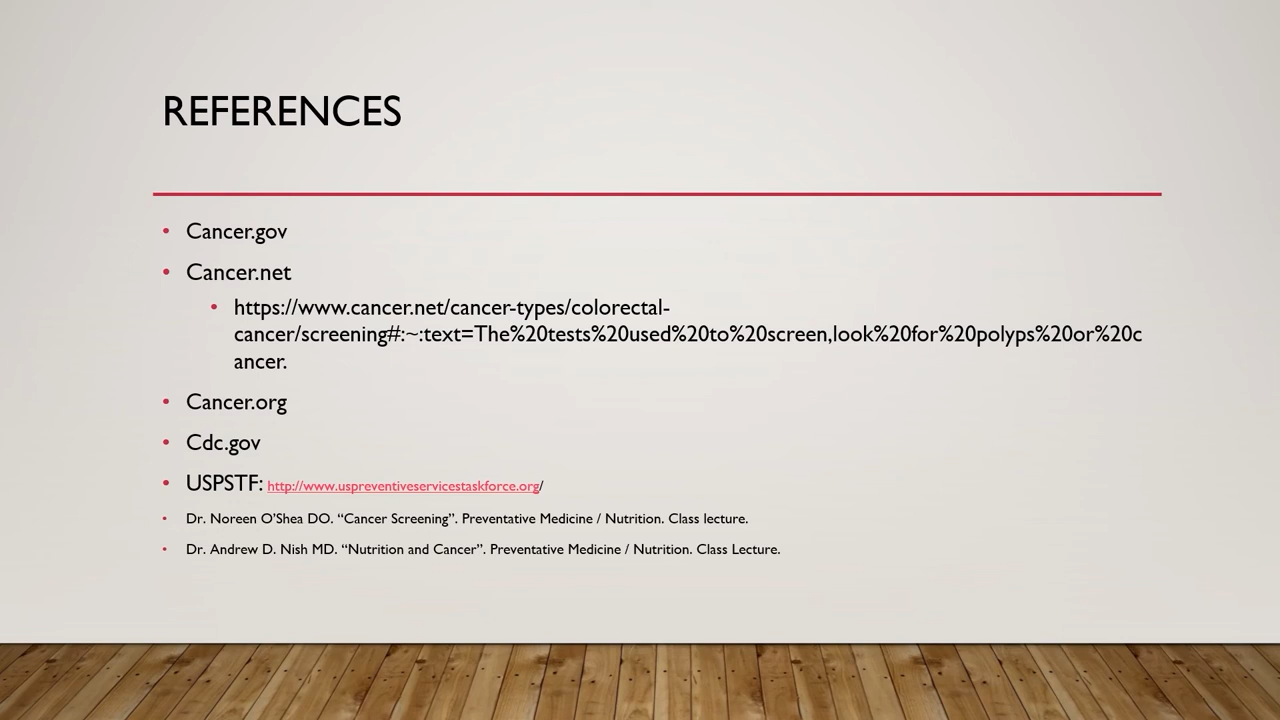 REFERENCES
• Cancer.gov
• Cancer.net
• https://www.cancer.net/cancer-types/colorectal-
cancer/screening#:~:text=The%20tests%20used%20to%20screen,look%20for%20polyps%20or%20c
ancer.
• Cancer.org
• Cdc.gov
• USPSTF: http://www.uspreventiveservicestaskforce.org/
• Dr. Noreen O’Shea DO. “Cancer Screening”. Preventative Medicine / Nutrition. Class lecture.
• Dr. Andrew D. Nish MD. “Nutrition and Cancer”. Preventative Medicine / Nutrition. Class Lecture.